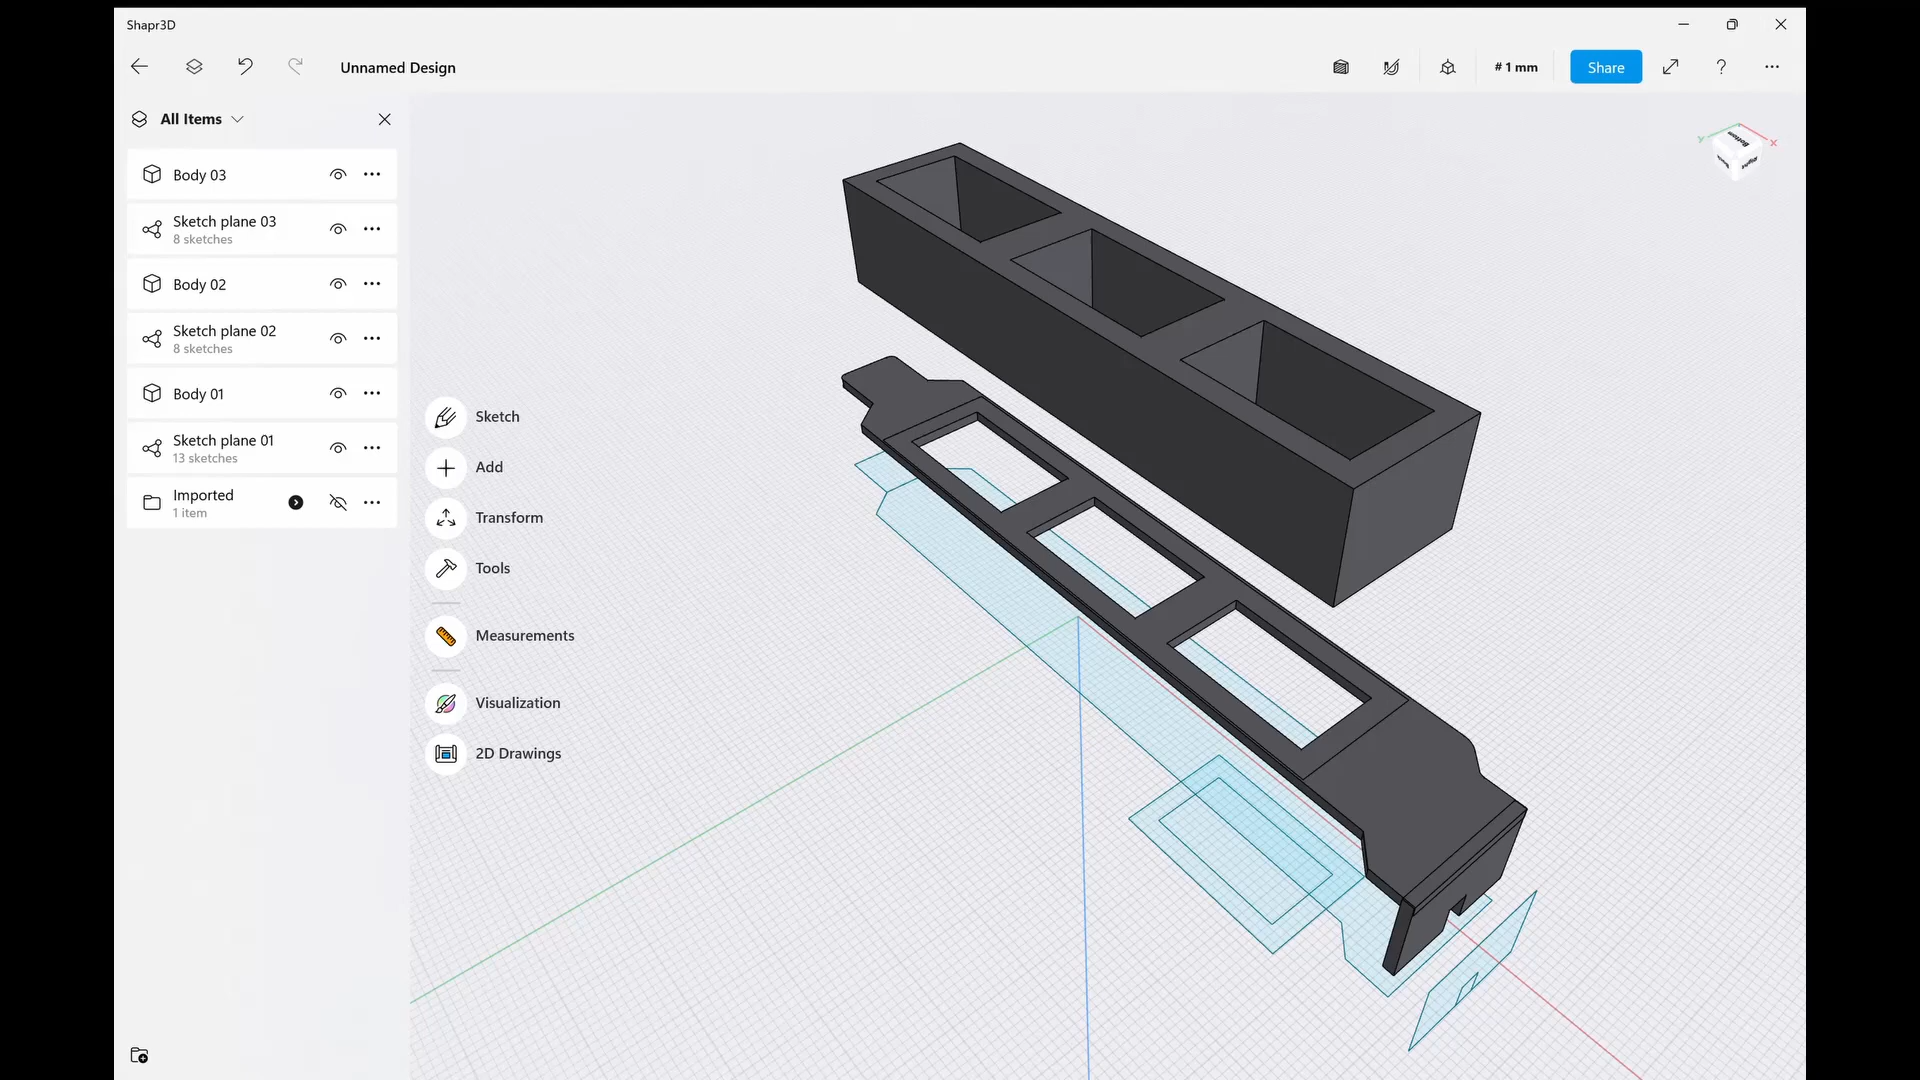 Shapr3D
Unnamed Design
# 1 mm
Share
?
All Items
Body 03
Sketch plane 03
8 sketches
Body 02
Sketch plane 02
8 sketches
Body 01
Sketch plane 01
13 sketches
Imported
1 item
Sketch
Add
Transform
Tools
Measurements
Visualization
2D Drawings
Y
X
Bottom
Right